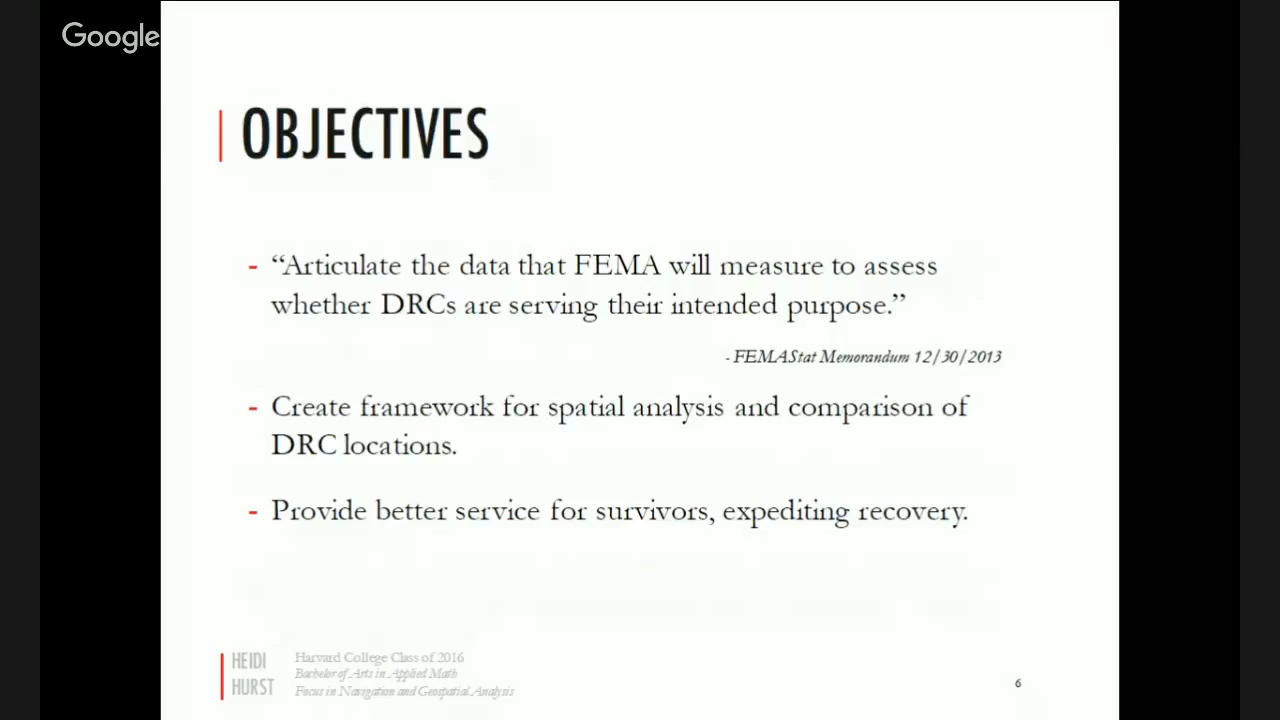 Google
OBJECTIVES
- “Articulate the data that FEMA will measure to assess
whether DRCs are serving their intended purpose.”
- FEMAStat Memorandum 12/30/2013
- Create framework for spatial analysis and comparison of
DRC locations.
- Provide better service for survivors, expediting recovery.
HEIDI
HURST
Harvard College Class of 2016
Bachelor of Arts in Applied Math
Focus in Navigation and Geospatial Analysis
6